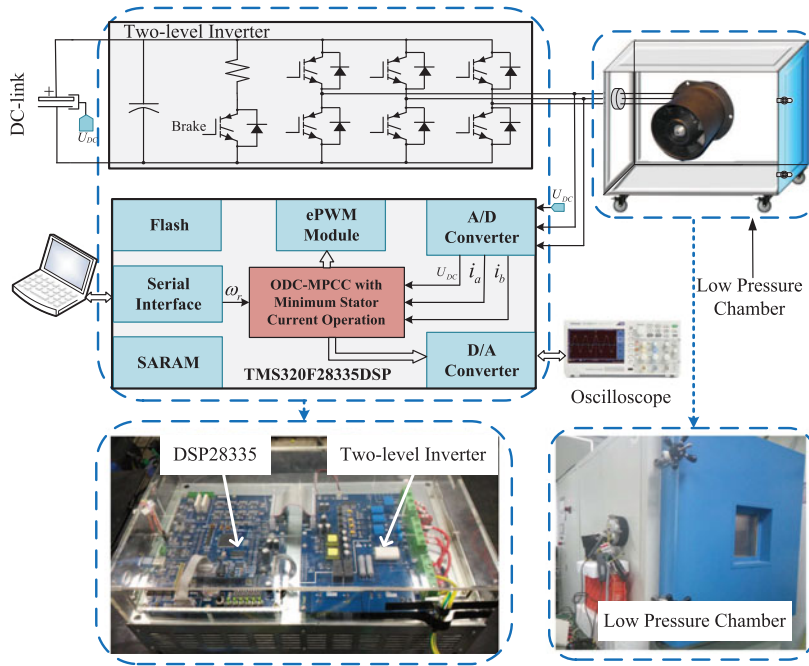 Two-level Inverter
DC-link
+
U_DC
Brake
U_DC
Flash
ePWM
Module
A/D
Converter
Serial
Interface
ω_r
ODC-MPCC with
Minimum Stator
Current Operation
U_DC
i_a
i_b
SARAM
TMS320F28335DSP
D/A
Converter
Oscilloscope
Low Pressure
Chamber
DSP28335
Two-level Inverter
Low Pressure Chamber